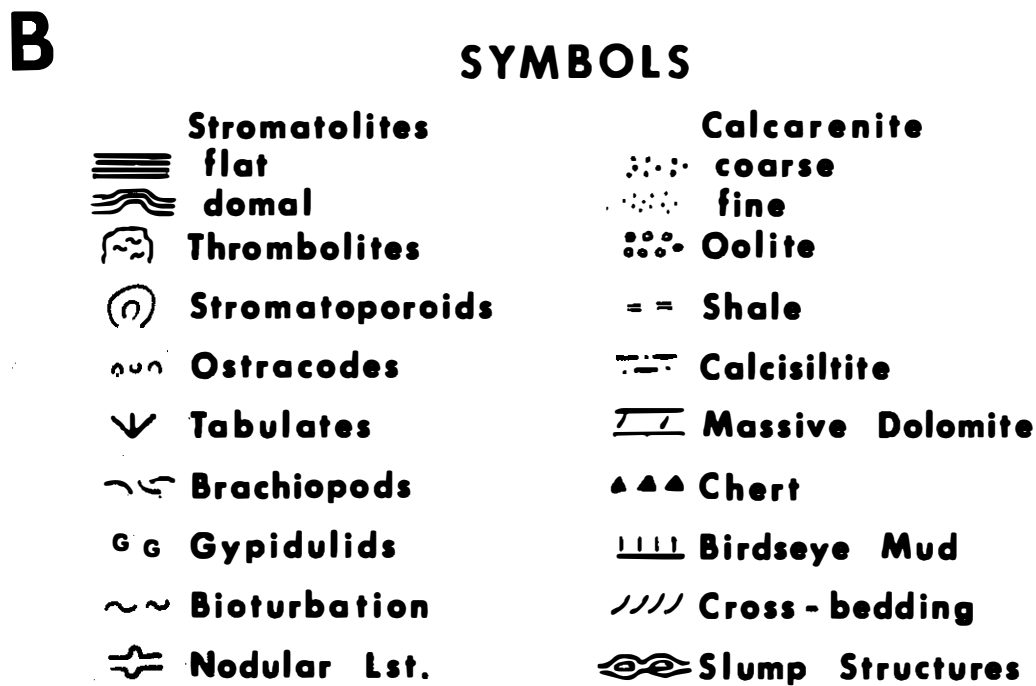 B
SYMBOLS
Stromatolites
flat
domal
Thrombolites
Stromatoporoids
Ostracodes
Tabulates
Brachiopods
G G Gypidulids
Bioturbation
Nodular Lst.
Calcarenite
coarse
fine
Oolite
Shale
Calcisiltite
Massive Dolomite
Chert
Birdseye Mud
Cross-bedding
Slump Structures